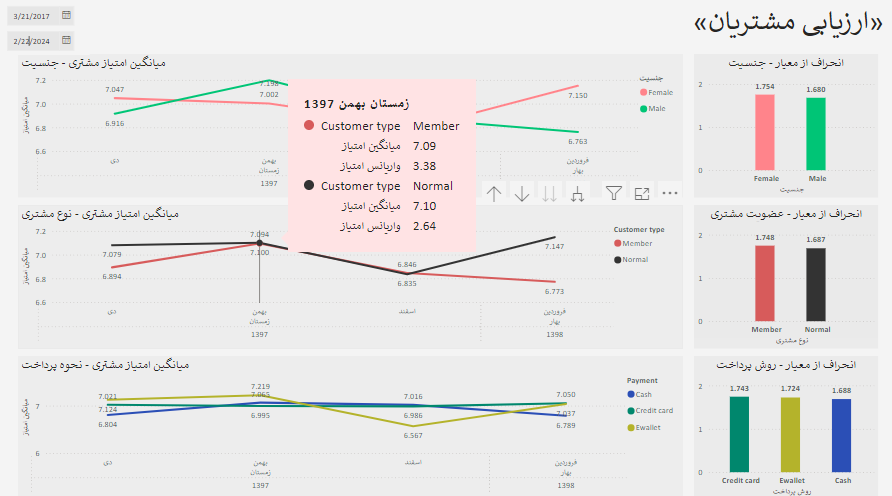 3/21/2017
2/22/2024
«ارزیابی مشتریان»
میانگین امتیاز مشتری - جنسیت
میانگین امتیاز
7.2
7.0
6.8
6.6
7.047
6.916
7.198
7.002
7.150
6.763
دی
بهمن
زمستان
1397
فروردین
بهار
جنسیت
Female
Male
زمستان بهمن 1397
Customer type Member
میانگین امتیاز 7.09
واریانس امتیاز 3.38
Customer type Normal
میانگین امتیاز 7.10
واریانس امتیاز 2.64
انحراف از معیار - جنسیت
2
1
0
1.754
1.680
Female
Male
جنسیت
میانگین امتیاز مشتری - نوع مشتری
میانگین امتیاز
7.2
7.0
6.8
6.6
7.079
6.894
7.094
7.100
6.846
6.835
7.147
6.773
دی
بهمن
زمستان
1397
اسفند
فروردین
بهار
1398
Customer type
Member
Normal
انحراف از معیار - عضویت مشتری
2
1
0
1.748
1.687
Member
Normal
نوع مشتری
میانگین امتیاز مشتری - نحوه پرداخت
میانگین امتیاز
7
6
7.021
7.124
6.804
7.219
7.065
6.995
7.016
6.986
6.567
7.050
7.037
6.789
دی
بهمن
زمستان
1397
اسفند
فروردین
بهار
1398
Payment
Cash
Credit card
Ewallet
انحراف از معیار - روش پرداخت
2
1
0
1.743
1.724
1.688
Credit card
Ewallet
Cash
روش پرداخت